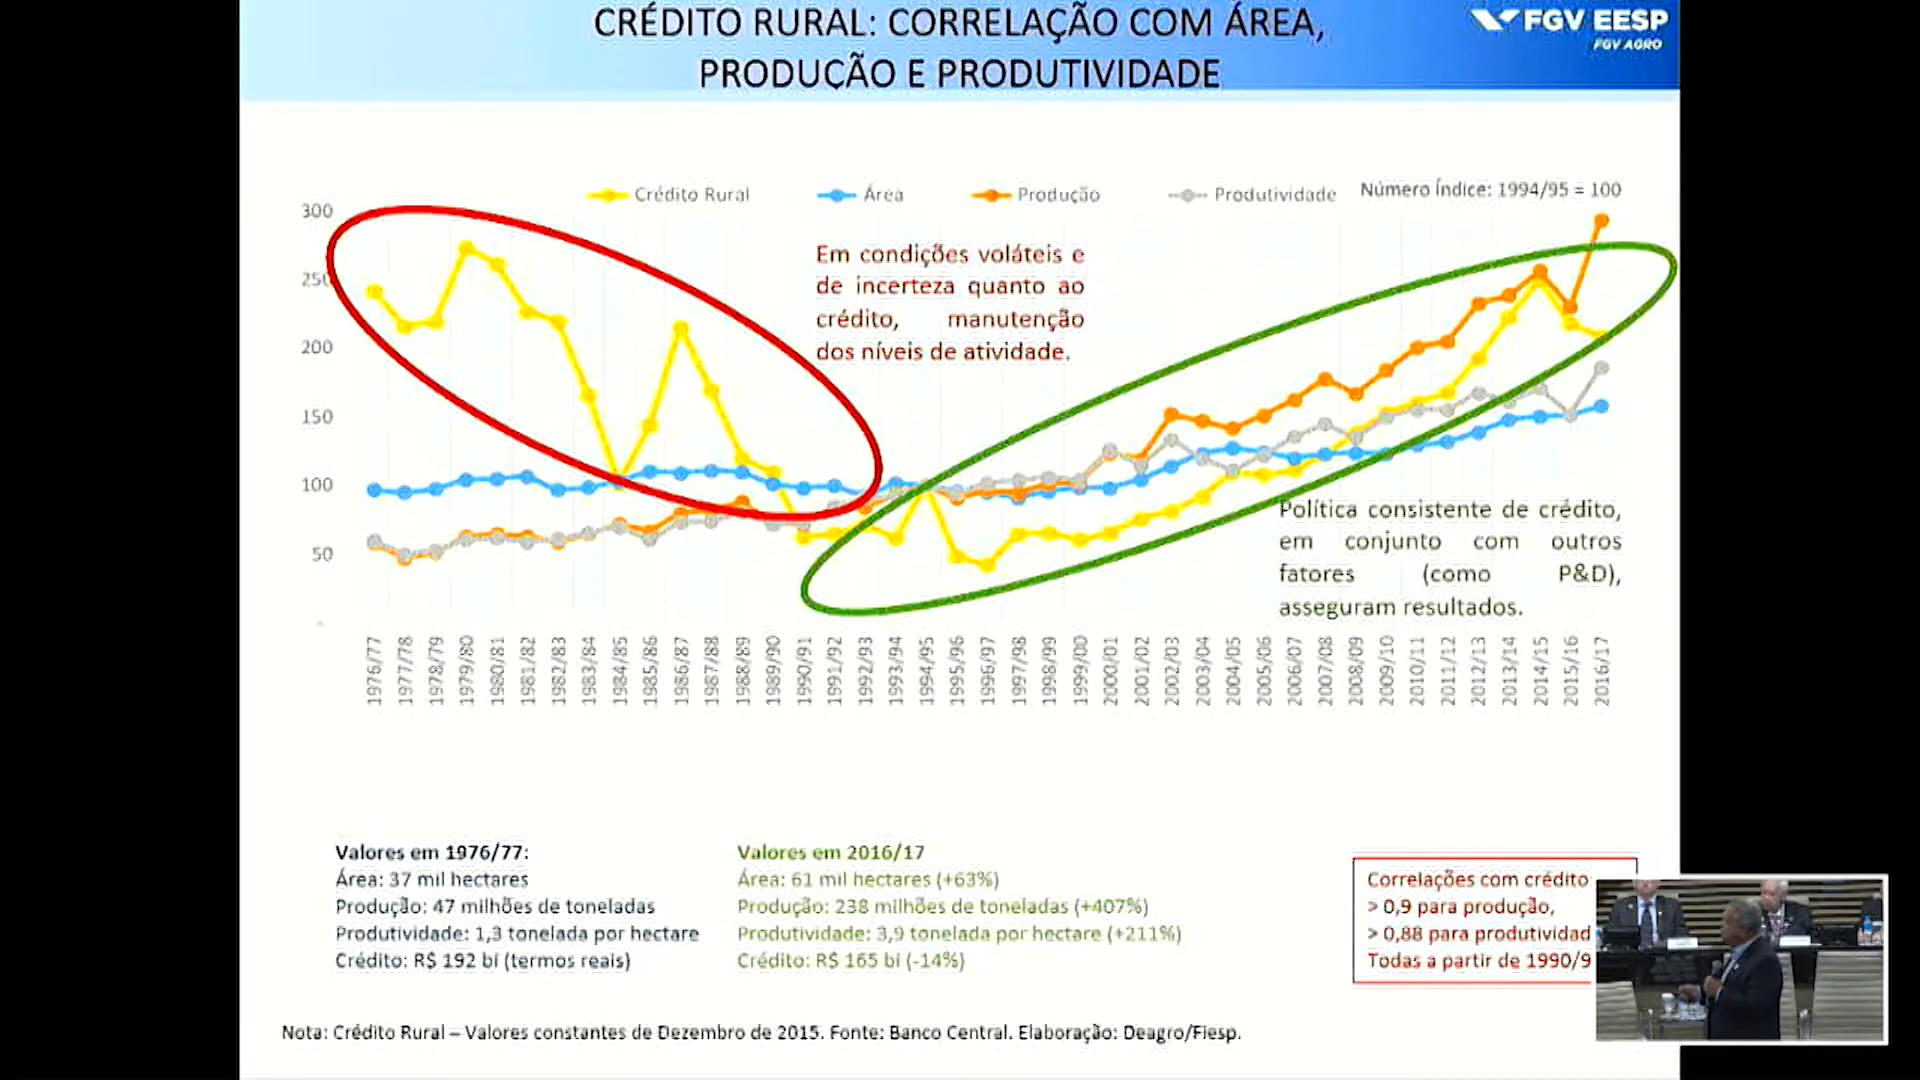 CRÉDITO RURAL: CORRELAÇÃO COM ÁREA,
PRODUÇÃO E PRODUTIVIDADE
FGV EESP
FGV AGRO
Crédito Rural
Área
Produção
Produtividade
Número Índice: 1994/95 = 100
300
250
200
150
100
50
-
Em condições voláteis e
de incerteza quanto ao
crédito, manutenção
dos níveis de atividade.
Política consistente de crédito,
em conjunto com outros
fatores (como P&D),
asseguram resultados.
1976/77
1977/78
1978/79
1979/80
1980/81
1981/82
1982/83
1983/84
1984/85
1985/86
1986/87
1987/88
1988/89
1989/90
1990/91
1991/92
1992/93
1993/94
1994/95
1995/96
1996/97
1997/98
1998/99
1999/00
2000/01
2001/02
2002/03
2003/04
2004/05
2005/06
2006/07
2007/08
2008/09
2009/10
2010/11
2011/12
2012/13
2013/14
2014/15
2015/16
2016/17
Valores em 1976/77:
Área: 37 mil hectares
Produção: 47 milhões de toneladas
Produtividade: 1,3 tonelada por hectare
Crédito: R$ 192 bi (termos reais)
Valores em 2016/17
Área: 61 mil hectares (+63%)
Produção: 238 milhões de toneladas (+407%)
Produtividade: 3,9 tonelada por hectare (+211%)
Crédito: R$ 165 bi (-14%)
Correlações com crédito
> 0,9 para produção,
> 0,88 para produtividad
Todas a partir de 1990/9
Nota: Crédito Rural – Valores constantes de Dezembro de 2015. Fonte: Banco Central. Elaboração: Deagro/Fiesp.